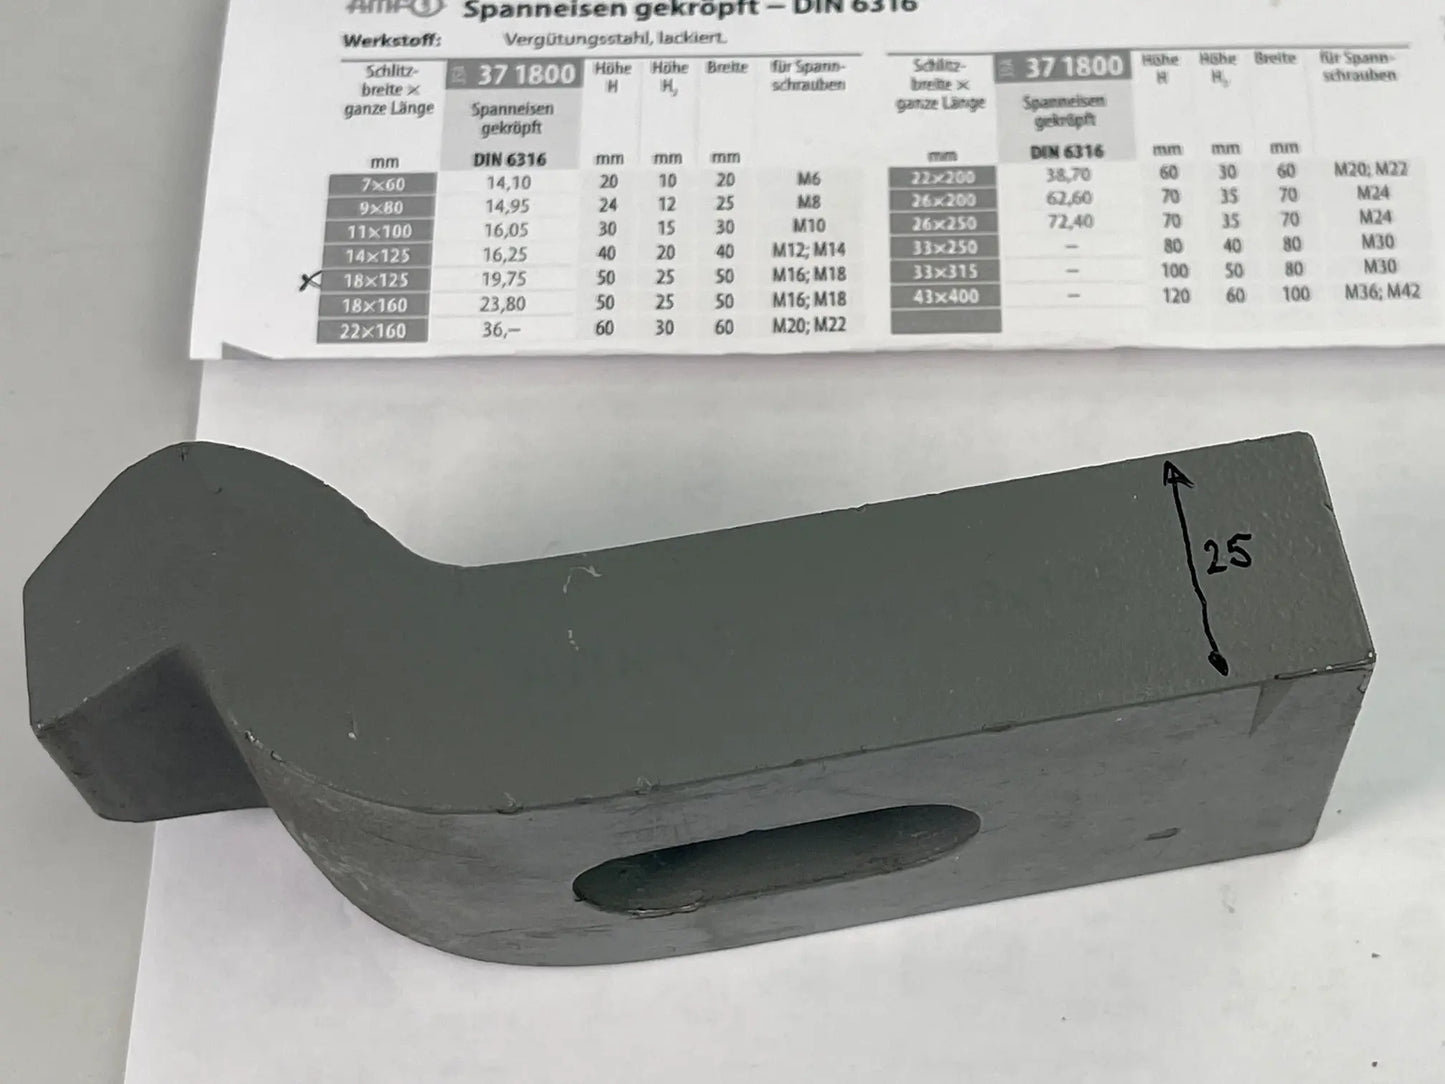 AMF
Spanneisen gekröpft – DIN 6316
Werkstoff: Vergütungsstahl, lackiert.
Schlitz- breite × ganze Länge 37 1800 Spanneisen gekröpft Höhe H Höhe H₁ Breite für Spann- schrauben
mm DIN 6316 mm mm mm
7×60 14,10 20 10 20 M6
9×80 14,95 24 12 25 M8
11×100 16,05 30 15 30 M10
14×125 16,25 40 20 40 M12; M14
x 18×125 19,75 50 25 50 M16; M18
18×160 23,80 50 25 50 M16; M18
22×160 36,– 60 30 60 M20; M22
Schlitz- breite × ganze Länge 37 1800 Spanneisen gekröpft Höhe H Höhe H₁ Breite für Spann- schrauben
mm DIN 6316 mm mm mm
22×200 38,70 60 30 60 M20; M22
26×200 62,60 70 35 70 M24
26×250 72,40 70 35 70 M24
33×250 – 80 40 80 M30
33×315 – 100 50 80 M30
43×400 – 120 60 100 M36; M42
25